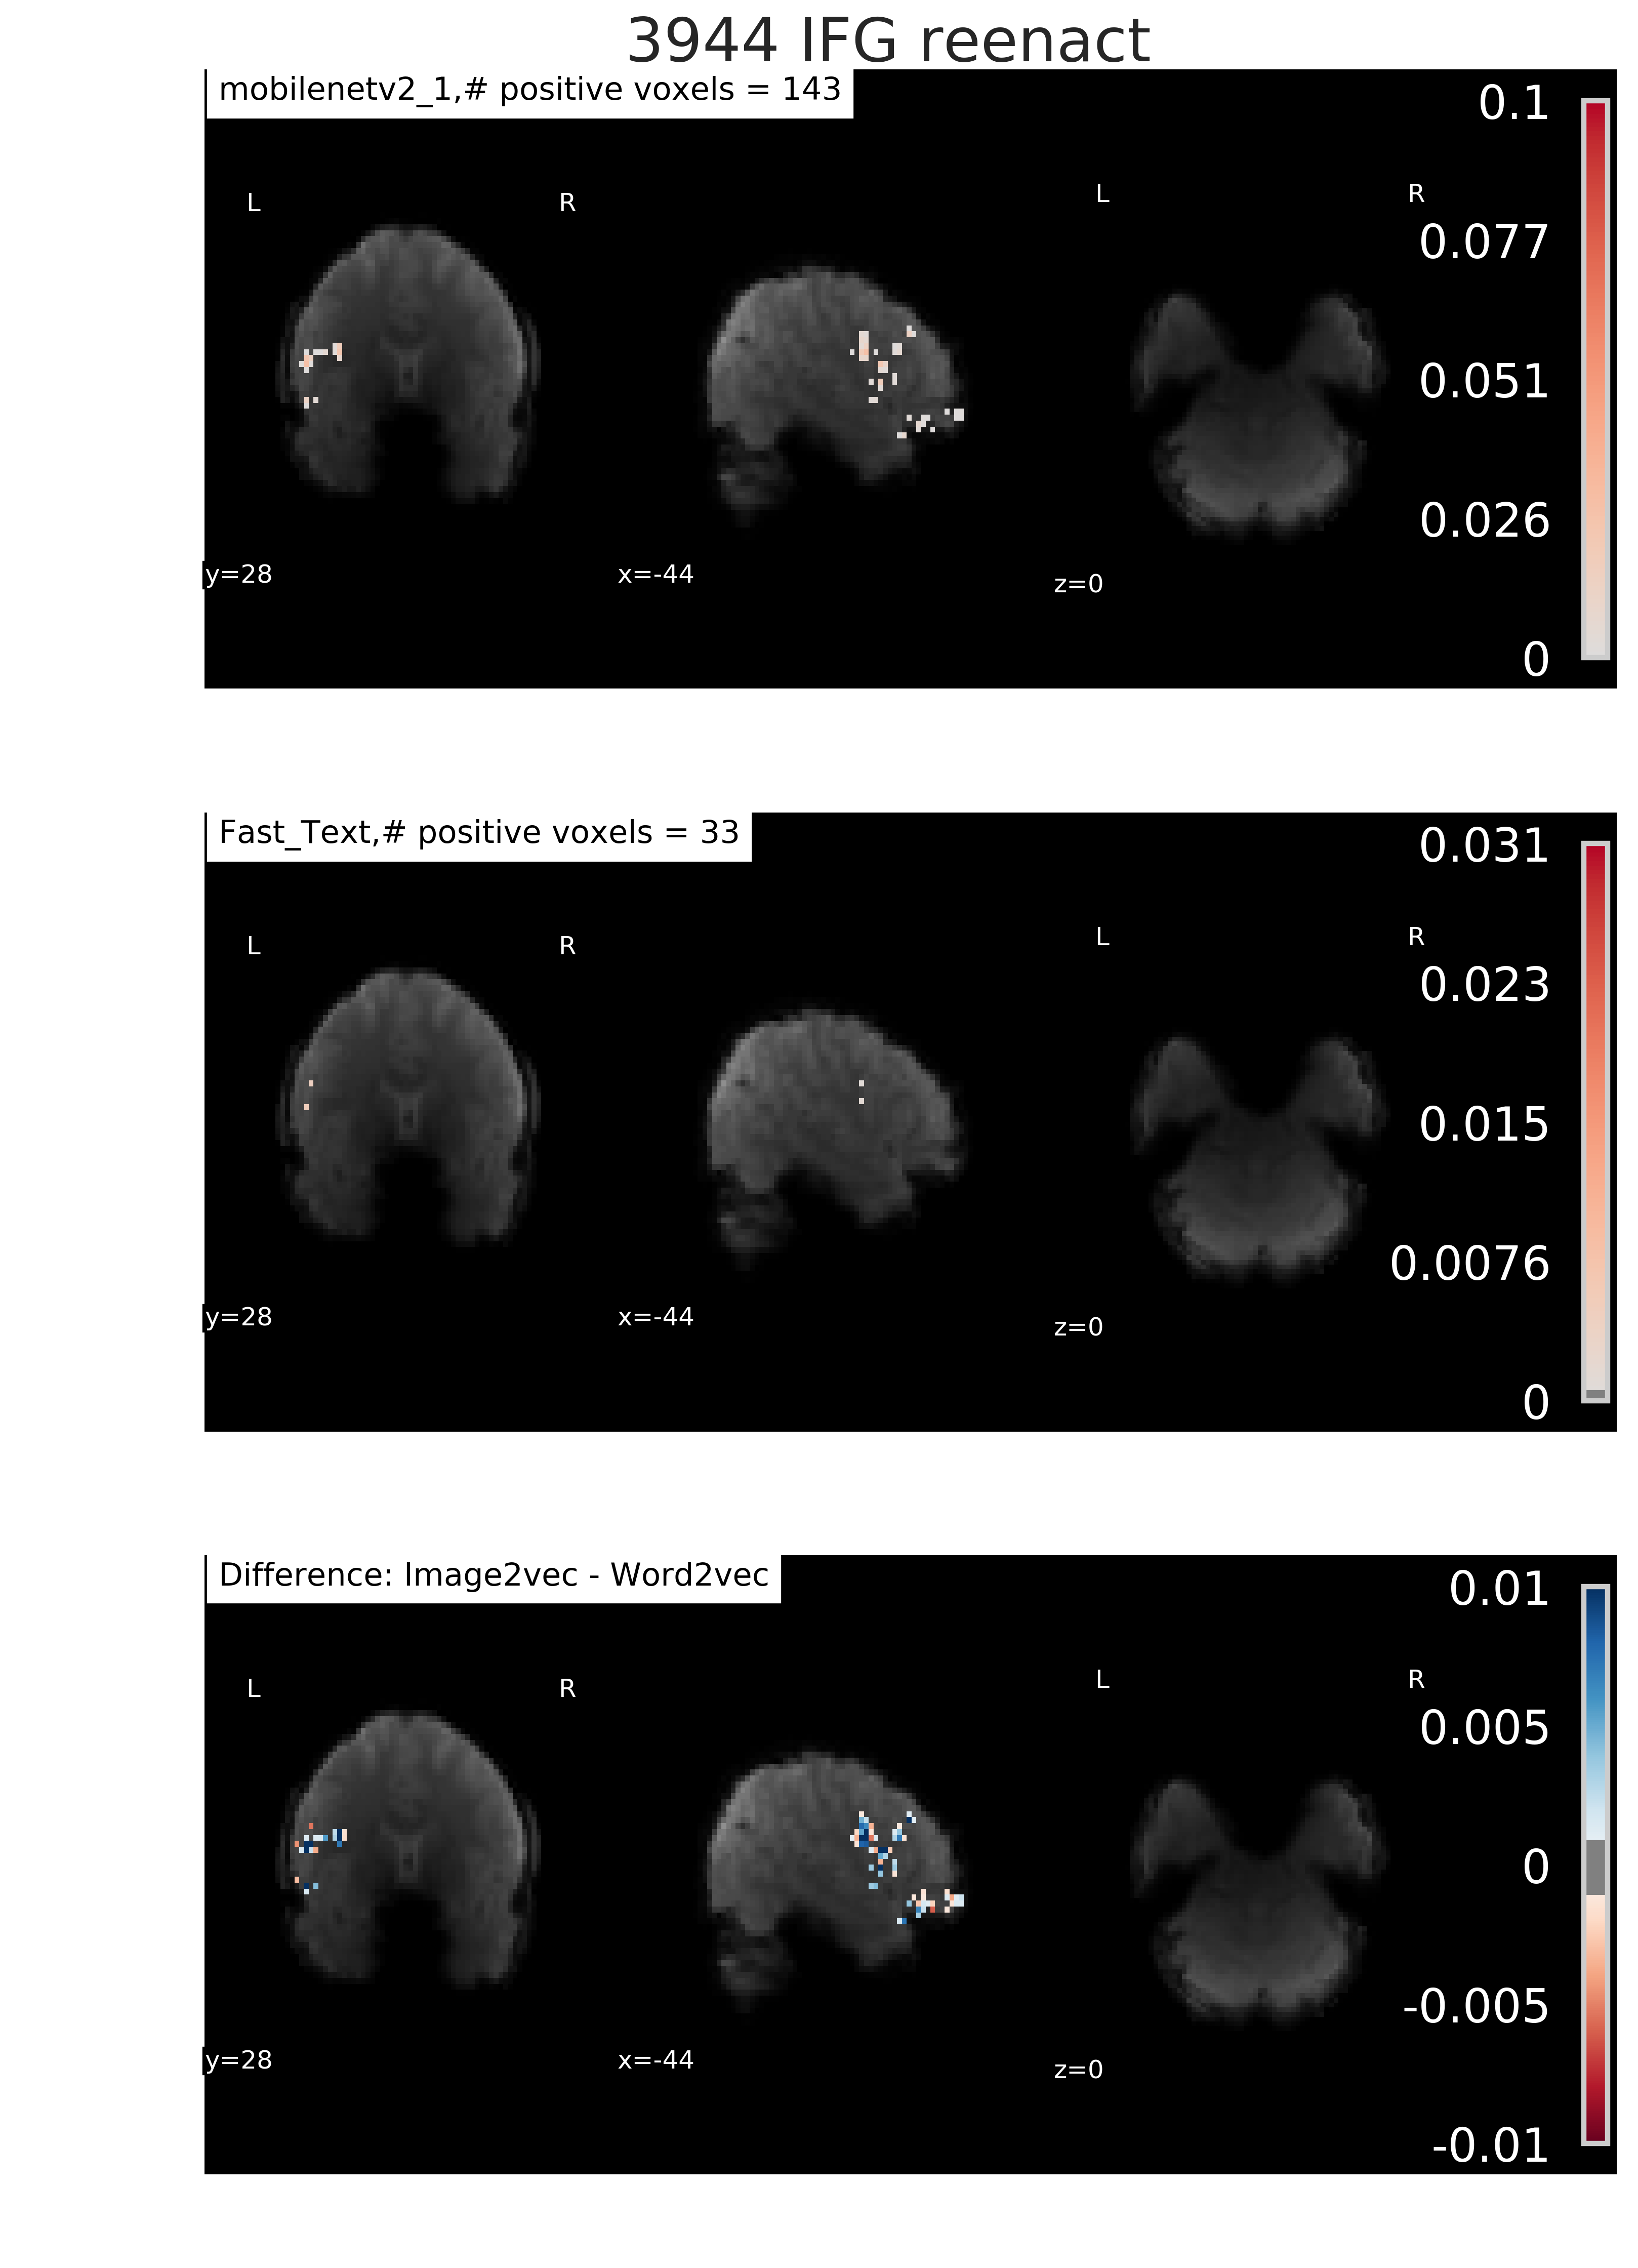 3944 IFG reenact
mobilenetv2_1,# positive voxels = 143
0.1
L R L R
0.077
0.051
0.026
y=28 x=-44 z=0
0
Fast_Text,# positive voxels = 33
0.031
L R L R
0.023
0.015
0.0076
y=28 x=-44 z=0
0
Difference: Image2vec - Word2vec
0.01
L R L R
0.005
0
-0.005
y=28 x=-44 z=0
-0.01